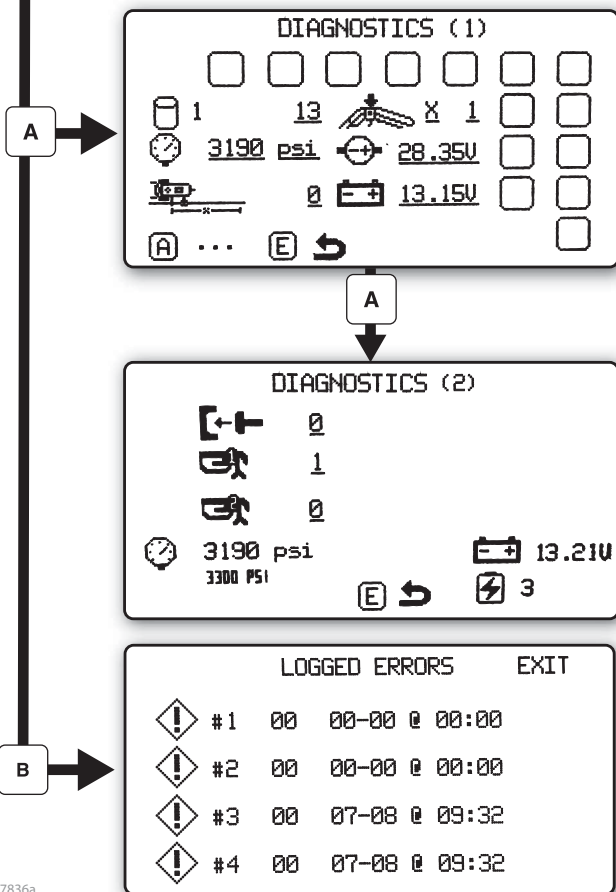 DIAGNOSTICS (1)
1 13 X 1
A
3190 psi 28.35V
0 13.15V
A ... E
A
DIAGNOSTICS (2)
0
1 1
2 0
3190 psi 13.21V
3300 PSI
E 3
LOGGED ERRORS EXIT
#1 00 00-00 @ 00:00
#2 00 00-00 @ 00:00
B
#3 00 07-08 @ 09:32
#4 00 07-08 @ 09:32
7836a